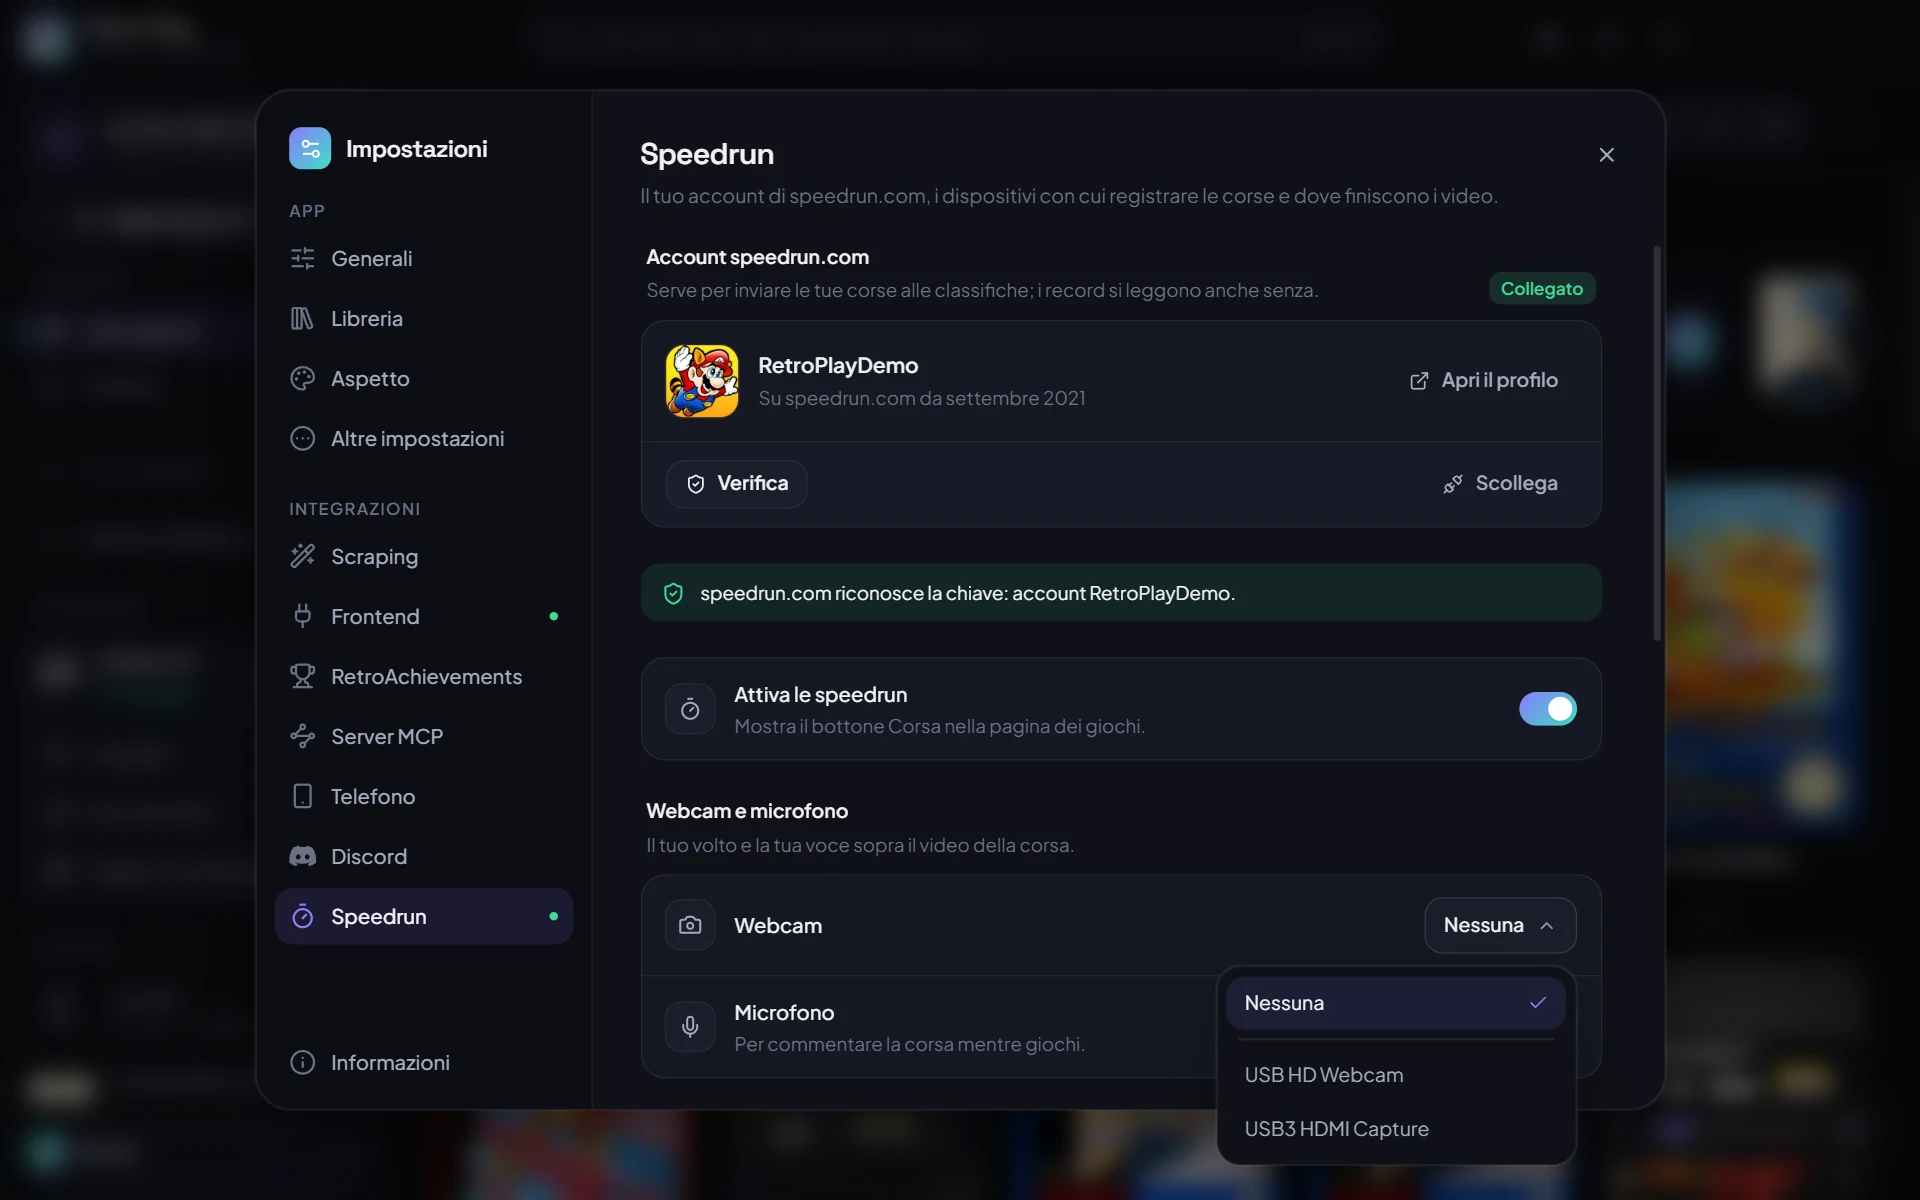 Impostazioni
APP
Generali
Libreria
Aspetto
Altre impostazioni
INTEGRAZIONI
Scraping
Frontend
RetroAchievements
Server MCP
Telefono
Discord
Speedrun
Informazioni
Speedrun
Il tuo account di speedrun.com, i dispositivi con cui registrare le corse e dove finiscono i video.
Account speedrun.com
Serve per inviare le tue corse alle classifiche; i record si leggono anche senza.
Collegato
RetroPlayDemo
Su speedrun.com da settembre 2021
Apri il profilo
Verifica
Scollega
speedrun.com riconosce la chiave: account RetroPlayDemo.
Attiva le speedrun
Mostra il bottone Corsa nella pagina dei giochi.
Webcam e microfono
Il tuo volto e la tua voce sopra il video della corsa.
Webcam
Nessuna
Microfono
Per commentare la corsa mentre giochi.
Nessuna
USB HD Webcam
USB3 HDMI Capture